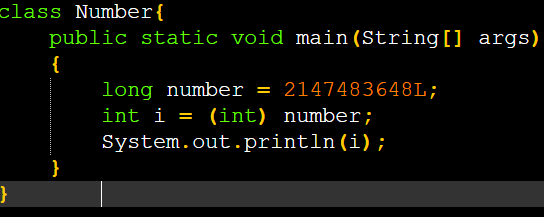 class Number{
    public static void main(String[] args)
    {
        long number = 2147483648L;
        int i = (int) number;
        System.out.println(i);
    }
}